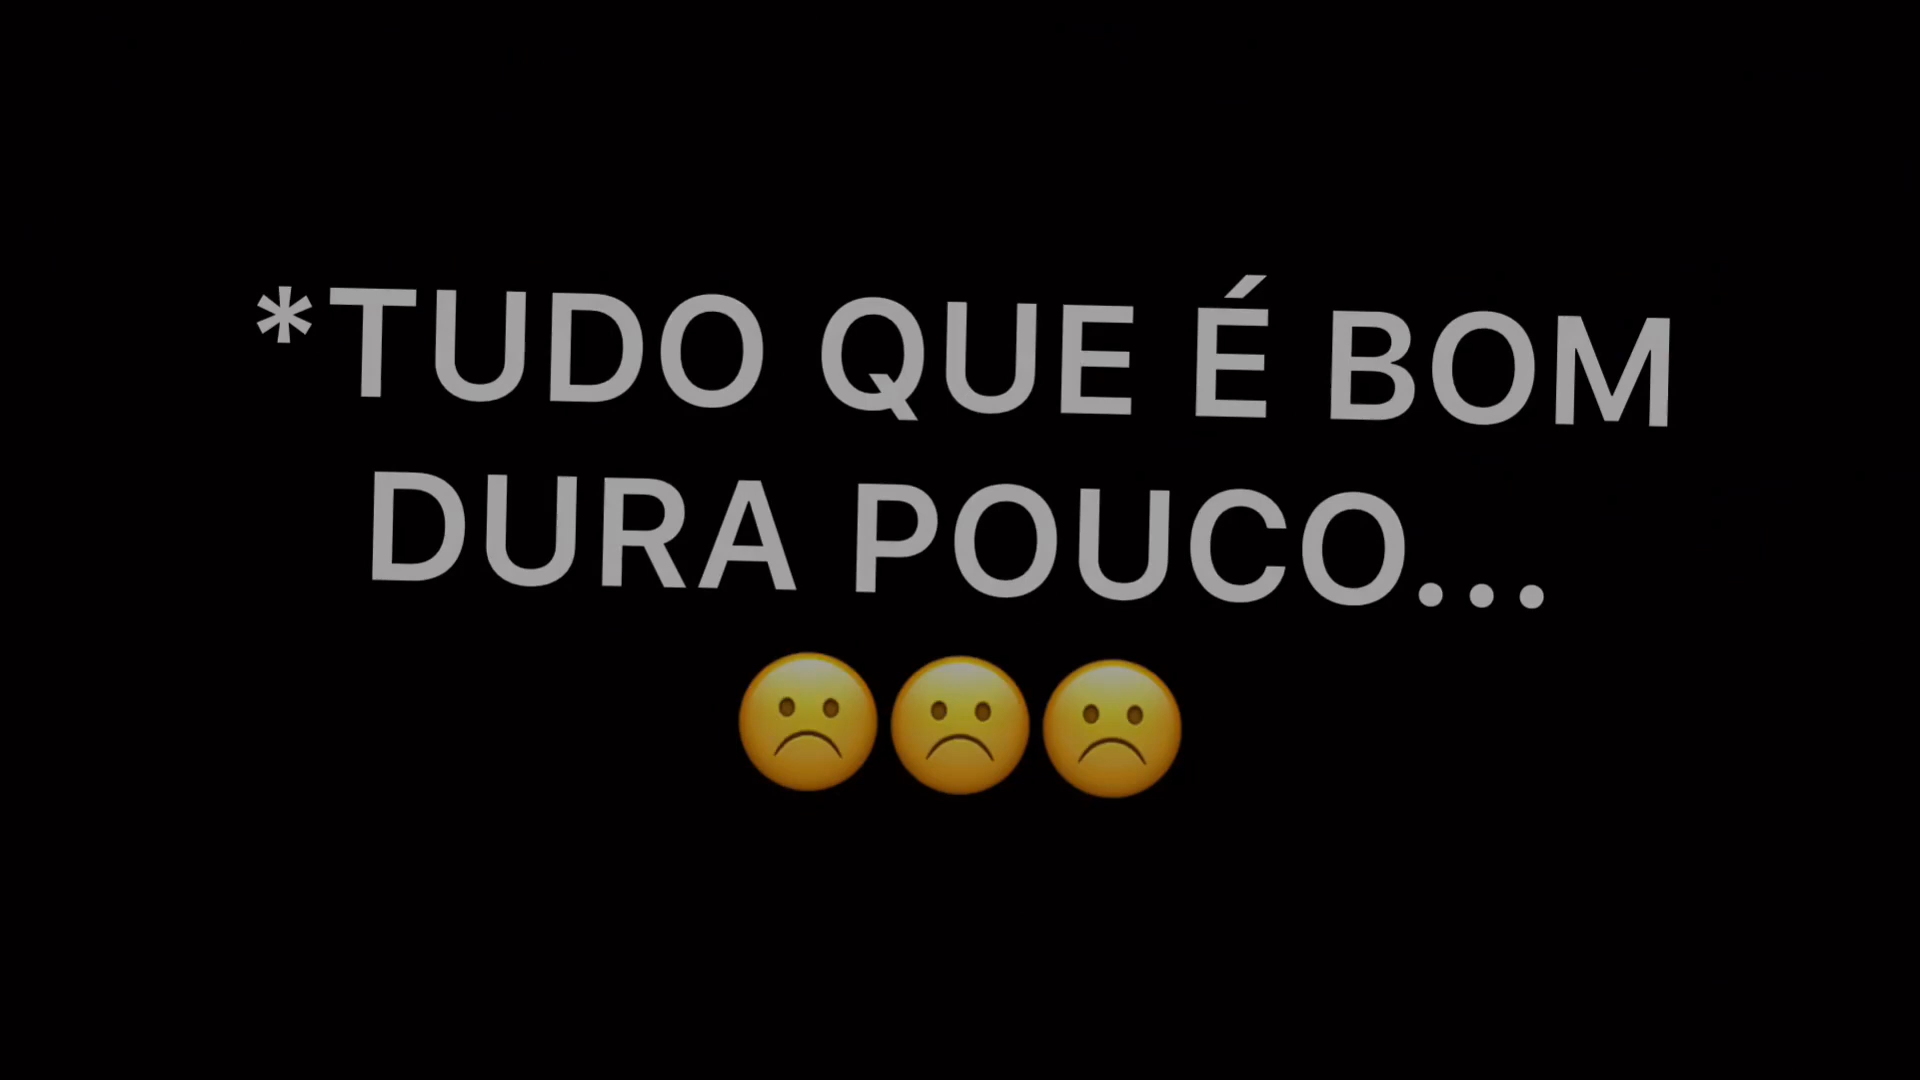 *TUDO QUE É BOM
DURA POUCO...
☹️☹️☹️